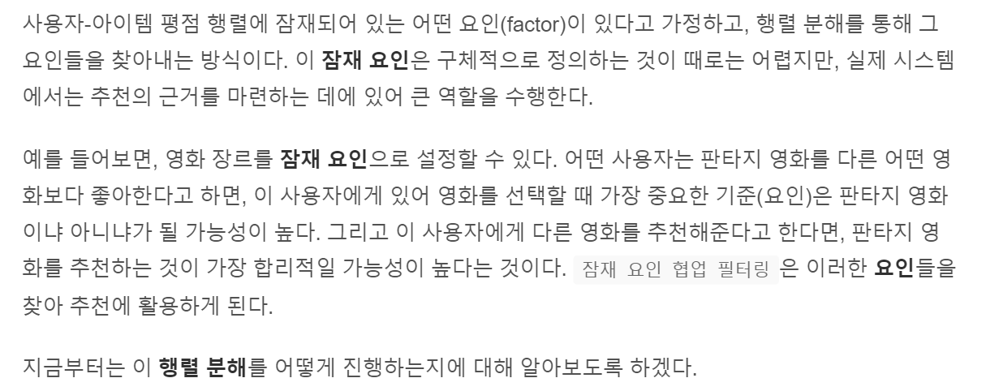 사용자-아이템 평점 행렬에 잠재되어 있는 어떤 요인(factor)이 있다고 가정하고, 행렬 분해를 통해 그
요인들을 찾아내는 방식이다. 이 잠재 요인은 구체적으로 정의하는 것이 때로는 어렵지만, 실제 시스템
에서는 추천의 근거를 마련하는 데에 있어 큰 역할을 수행한다.
예를 들어보면, 영화 장르를 잠재 요인으로 설정할 수 있다. 어떤 사용자는 판타지 영화를 다른 어떤 영
화보다 좋아한다고 하면, 이 사용자에게 있어 영화를 선택할 때 가장 중요한 기준(요인)은 판타지 영화
이냐 아니냐가 될 가능성이 높다. 그리고 이 사용자에게 다른 영화를 추천해준다고 한다면, 판타지 영
화를 추천하는 것이 가장 합리적일 가능성이 높다는 것이다. 잠재 요인 협업 필터링은 이러한 요인들을
찾아 추천에 활용하게 된다.
지금부터는 이 행렬 분해를 어떻게 진행하는지에 대해 알아보도록 하겠다.